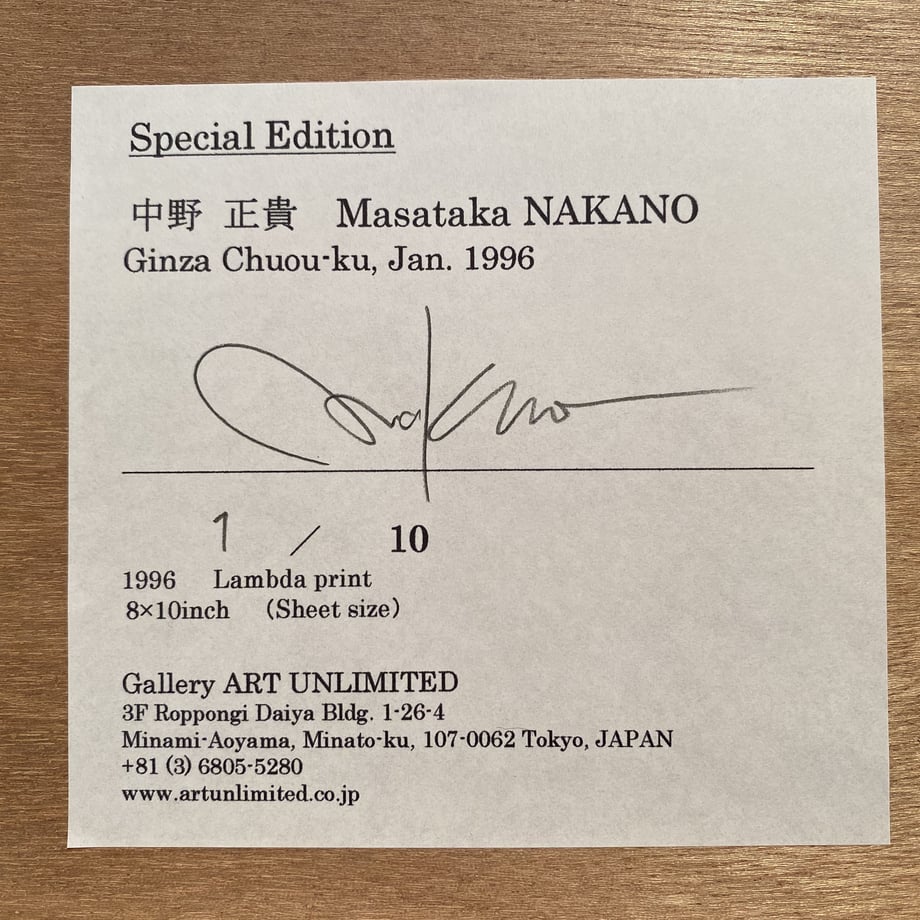 Special Edition
中野 正貴 Masataka NAKANO
Ginza Chuou-ku, Jan. 1996
1 / 10
1996 Lambda print
8×10inch (Sheet size)
Gallery ART UNLIMITED
3F Roppongi Daiya Bldg. 1-26-4
Minami-Aoyama, Minato-ku, 107-0062 Tokyo, JAPAN
+81 (3) 6805-5280
www.artunlimited.co.jp